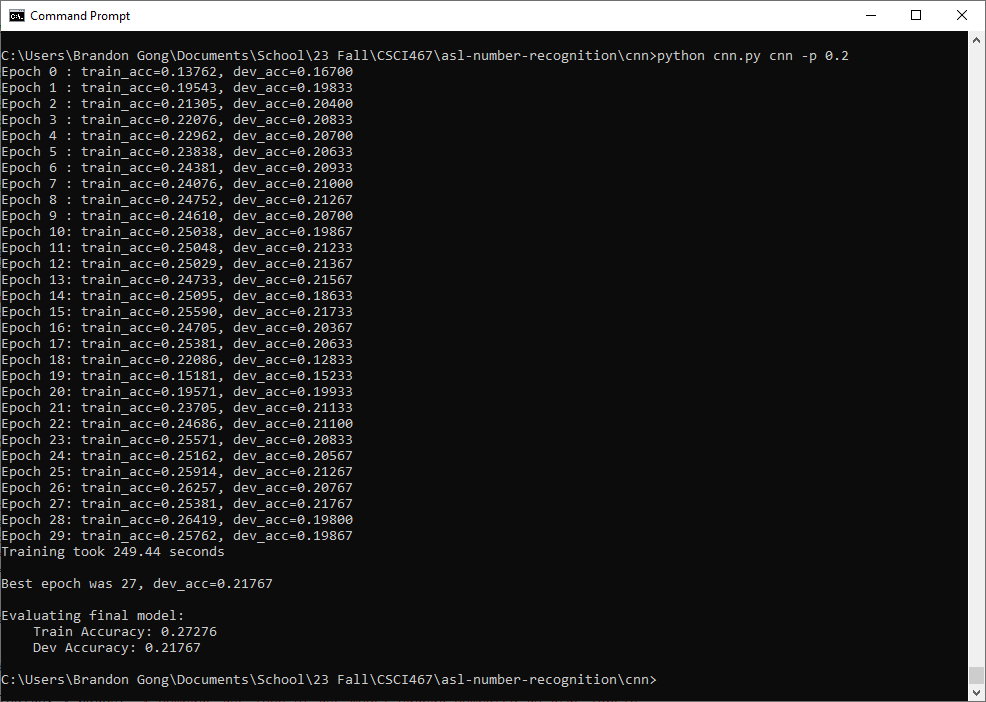 Command Prompt
C:\Users\Brandon Gong\Documents\School\23 Fall\CSCI467\asl-number-recognition\cnn>python cnn.py cnn -p 0.2
Epoch 0 : train_acc=0.13762, dev_acc=0.16700
Epoch 1 : train_acc=0.19543, dev_acc=0.19833
Epoch 2 : train_acc=0.21305, dev_acc=0.20400
Epoch 3 : train_acc=0.22076, dev_acc=0.20833
Epoch 4 : train_acc=0.22962, dev_acc=0.20700
Epoch 5 : train_acc=0.23838, dev_acc=0.20633
Epoch 6 : train_acc=0.24381, dev_acc=0.20933
Epoch 7 : train_acc=0.24076, dev_acc=0.21000
Epoch 8 : train_acc=0.24752, dev_acc=0.21267
Epoch 9 : train_acc=0.24610, dev_acc=0.20700
Epoch 10: train_acc=0.25038, dev_acc=0.19867
Epoch 11: train_acc=0.25048, dev_acc=0.21233
Epoch 12: train_acc=0.25029, dev_acc=0.21367
Epoch 13: train_acc=0.24733, dev_acc=0.21567
Epoch 14: train_acc=0.25095, dev_acc=0.18633
Epoch 15: train_acc=0.25590, dev_acc=0.21733
Epoch 16: train_acc=0.24705, dev_acc=0.20367
Epoch 17: train_acc=0.25381, dev_acc=0.20633
Epoch 18: train_acc=0.22086, dev_acc=0.12833
Epoch 19: train_acc=0.15181, dev_acc=0.15233
Epoch 20: train_acc=0.19571, dev_acc=0.19933
Epoch 21: train_acc=0.23705, dev_acc=0.21133
Epoch 22: train_acc=0.24686, dev_acc=0.21100
Epoch 23: train_acc=0.25571, dev_acc=0.20833
Epoch 24: train_acc=0.25162, dev_acc=0.20567
Epoch 25: train_acc=0.25914, dev_acc=0.21267
Epoch 26: train_acc=0.26257, dev_acc=0.20767
Epoch 27: train_acc=0.25381, dev_acc=0.21767
Epoch 28: train_acc=0.26419, dev_acc=0.19800
Epoch 29: train_acc=0.25762, dev_acc=0.19867
Training took 249.44 seconds
Best epoch was 27, dev_acc=0.21767
Evaluating final model:
Train Accuracy: 0.27276
Dev Accuracy: 0.21767
C:\Users\Brandon Gong\Documents\School\23 Fall\CSCI467\asl-number-recognition\cnn>